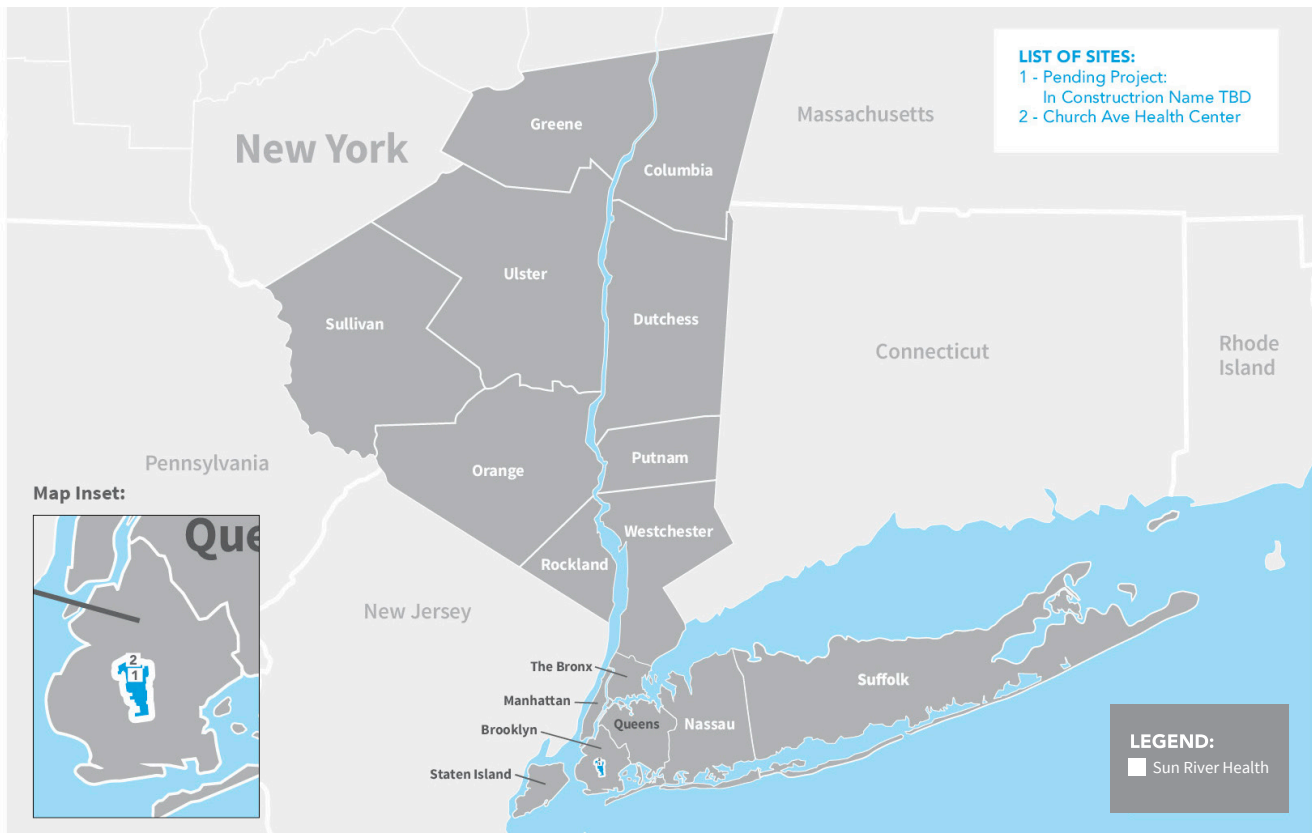 LIST OF SITES:
1 - Pending Project:
In Constructrion Name TBD
2 - Church Ave Health Center
Massachusetts
New York
Greene
Columbia
Ulster
Sullivan
Dutchess
Connecticut
Rhode
Island
Pennsylvania
Orange
Putnam
Map Inset:
Que
2
1
Westchester
Rockland
New Jersey
The Bronx
Manhattan
Queens
Nassau
Suffolk
Brooklyn
Staten Island
LEGEND:
Sun River Health